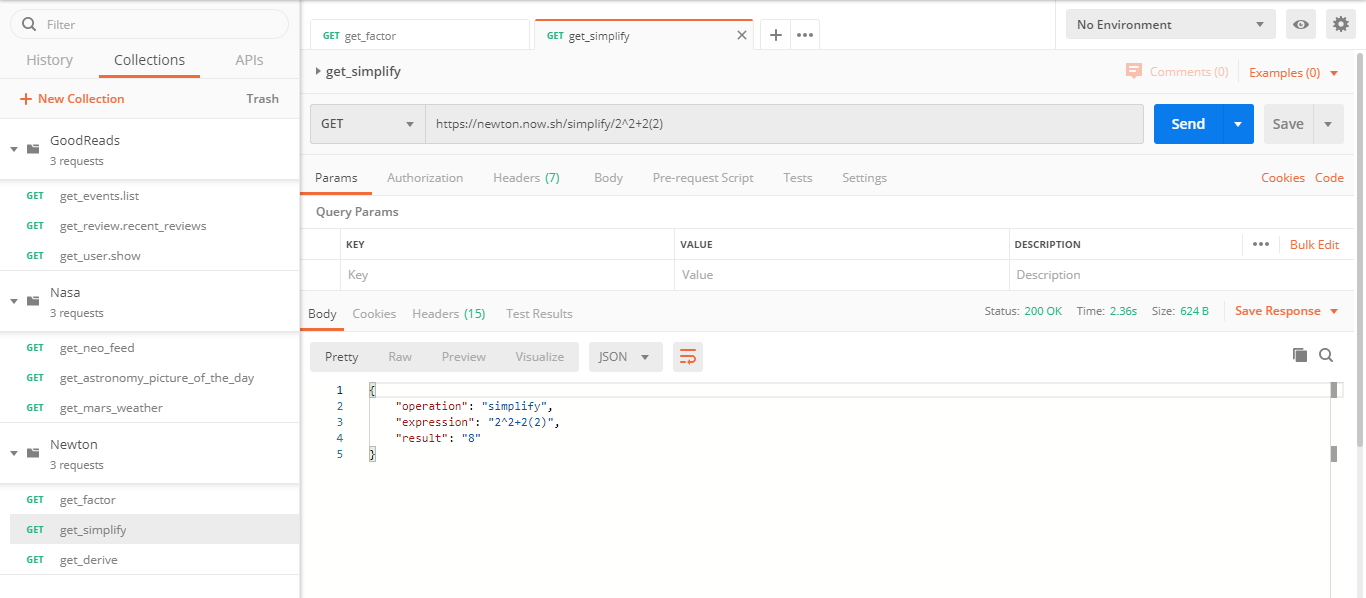 Filter
History Collections APIs
+ New Collection Trash
GoodReads
3 requests
GET get_events.list
GET get_review.recent_reviews
GET get_user.show
Nasa
3 requests
GET get_neo_feed
GET get_astronomy_picture_of_the_day
GET get_mars_weather
Newton
3 requests
GET get_factor
GET get_simplify
GET get_derive
GET get_factor GET get_simplify
No Environment
get_simplify
Comments (0) Examples (0)
GET https://newton.now.sh/simplify/2^2+2(2) Send Save
Params Authorization Headers (7) Body Pre-request Script Tests Settings Cookies Code
Query Params
KEY VALUE DESCRIPTION Bulk Edit
Key Value Description
Body Cookies Headers (15) Test Results Status: 200 OK Time: 2.36s Size: 624 B Save Response
Pretty Raw Preview Visualize JSON
1 {
2 "operation": "simplify",
3 "expression": "2^2+2(2)",
4 "result": "8"
5 }